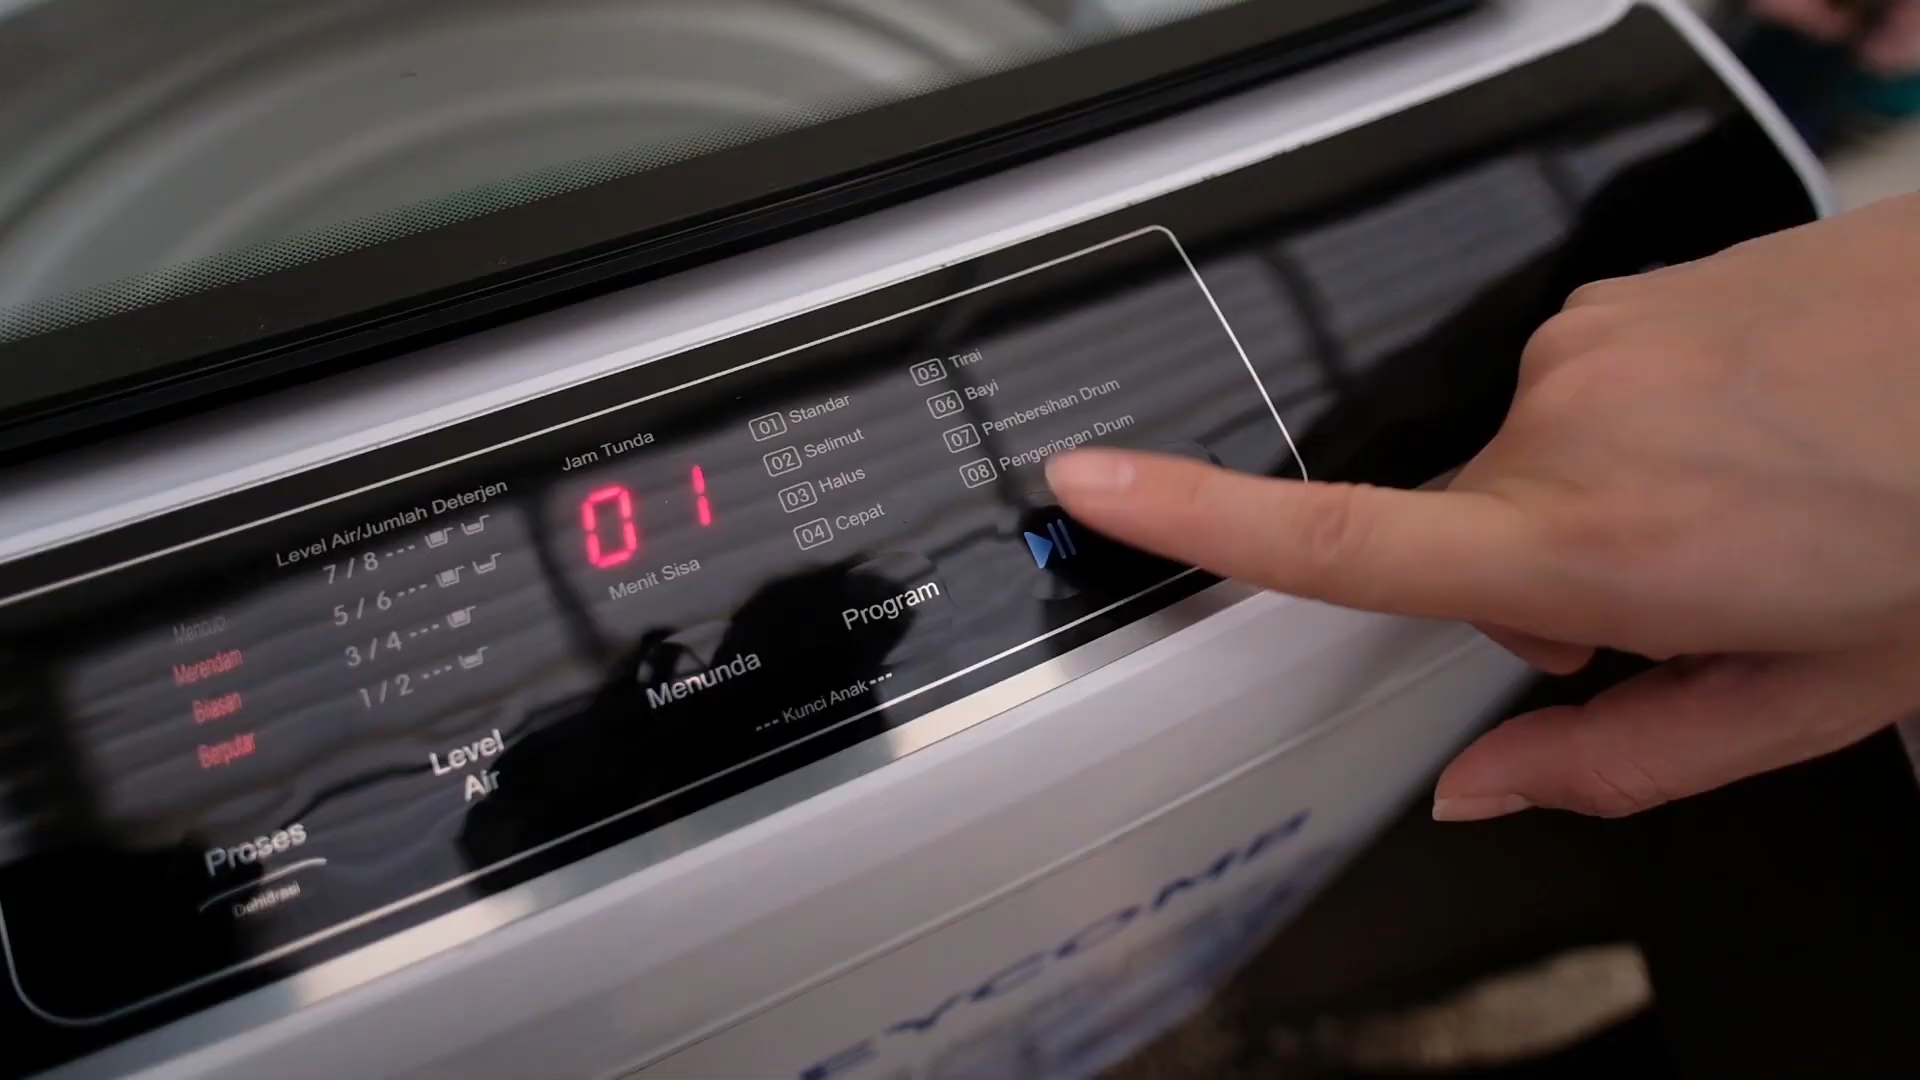 Level Air/Jumlah Deterjen
7 / 8 ---
5 / 6 ---
3 / 4 ---
1 / 2 ---
Mencuci
Merendam
Bilasan
Berputar
Proses
Dehidrasi
Level
Air
Jam Tunda
01
Menit Sisa
Menunda
--- Kunci Anak ---
01 Standar
02 Selimut
03 Halus
04 Cepat
Program
05 Tirai
06 Bayi
07 Pembersihan Drum
08 Pengeringan Drum